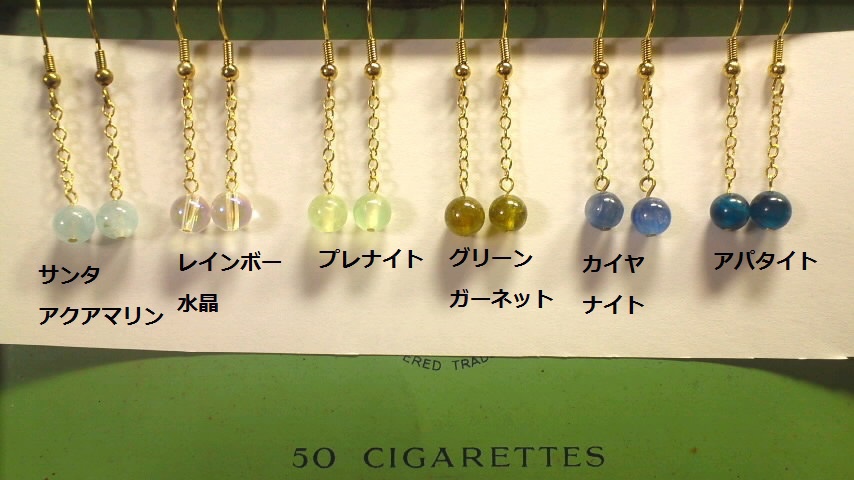 サンタ
アクアマリン
レインボー
水晶
プレナイト
グリーン
ガーネット
カイヤ
ナイト
アパタイト
ERED TRAD
50 CIGARETTES